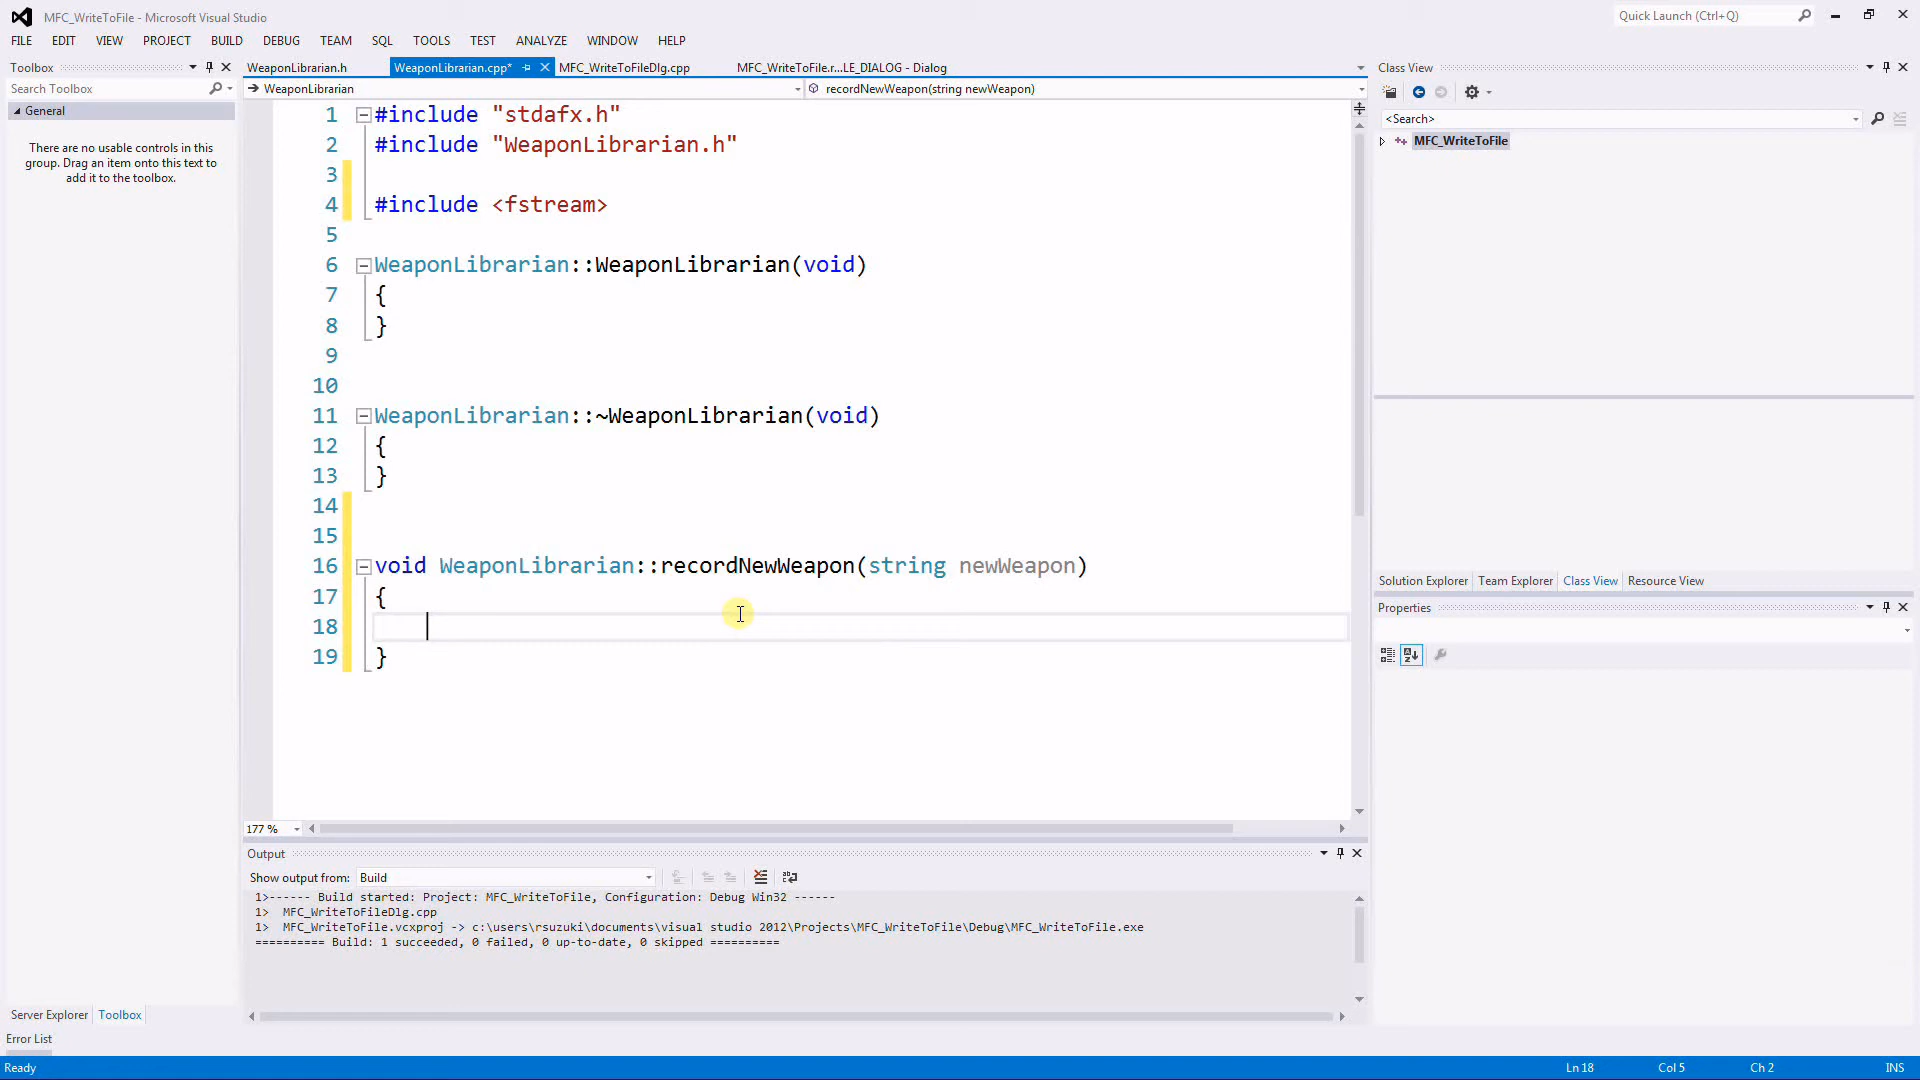 MFC_WriteToFile - Microsoft Visual Studio
Quick Launch (Ctrl+Q)
FILE EDIT VIEW PROJECT BUILD DEBUG TEAM SQL TOOLS TEST ANALYZE WINDOW HELP
Toolbox
WeaponLibrarian.h WeaponLibrarian.cpp* MFC_WriteToFileDlg.cpp MFC_WriteToFile.r...LE_DIALOG - Dialog
Class View
Search Toolbox
WeaponLibrarian recordNewWeapon(string newWeapon)
General
There are no usable controls in this
group. Drag an item onto this text to
add it to the toolbox.
<Search>
MFC_WriteToFile
1 #include "stdafx.h"
2 #include "WeaponLibrarian.h"
3
4 #include <fstream>
5
6 WeaponLibrarian::WeaponLibrarian(void)
7 {
8 }
9
10
11 WeaponLibrarian::~WeaponLibrarian(void)
12 {
13 }
14
15
16 void WeaponLibrarian::recordNewWeapon(string newWeapon)
17 {
18
19 }
Solution Explorer Team Explorer Class View Resource View
Properties
177 %
Output
Show output from: Build
1>------ Build started: Project: MFC_WriteToFile, Configuration: Debug Win32 ------
1> MFC_WriteToFileDlg.cpp
1> MFC_WriteToFile.vcxproj -> c:\users\rsuzuki\documents\visual studio 2012\Projects\MFC_WriteToFile\Debug\MFC_WriteToFile.exe
========== Build: 1 succeeded, 0 failed, 0 up-to-date, 0 skipped ==========
Server Explorer Toolbox
Error List
Ready Ln 18 Col 5 Ch 2 INS